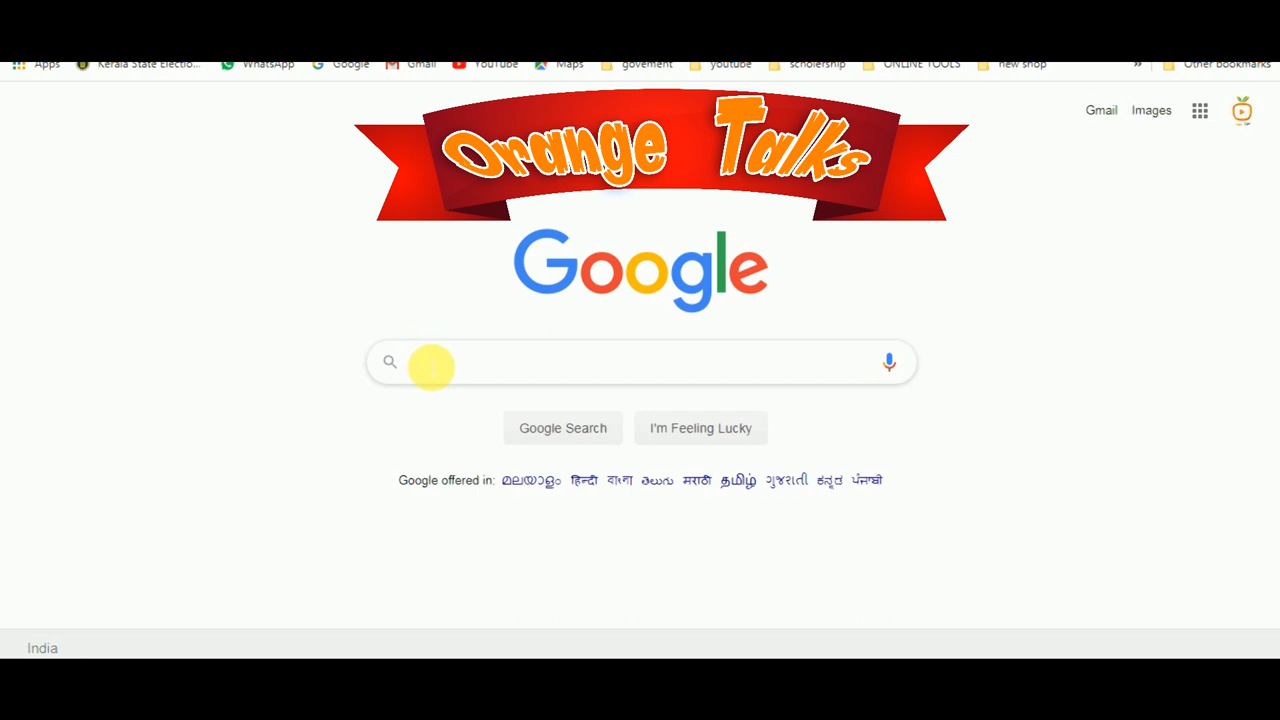 Apps Kerala State Electio... WhatsApp Google Gmail YouTube Maps govement youtube scholership ONLINE TOOLS new shop » Other bookmarks
Gmail Images
Orange Talks
Google
Google Search I'm Feeling Lucky
Google offered in: മലയാളം हिन्दी বাংলা తెలుగు मराठी தமிழ் ગુજરાતી ಕನ್ನಡ ਪੰਜਾਬੀ
India